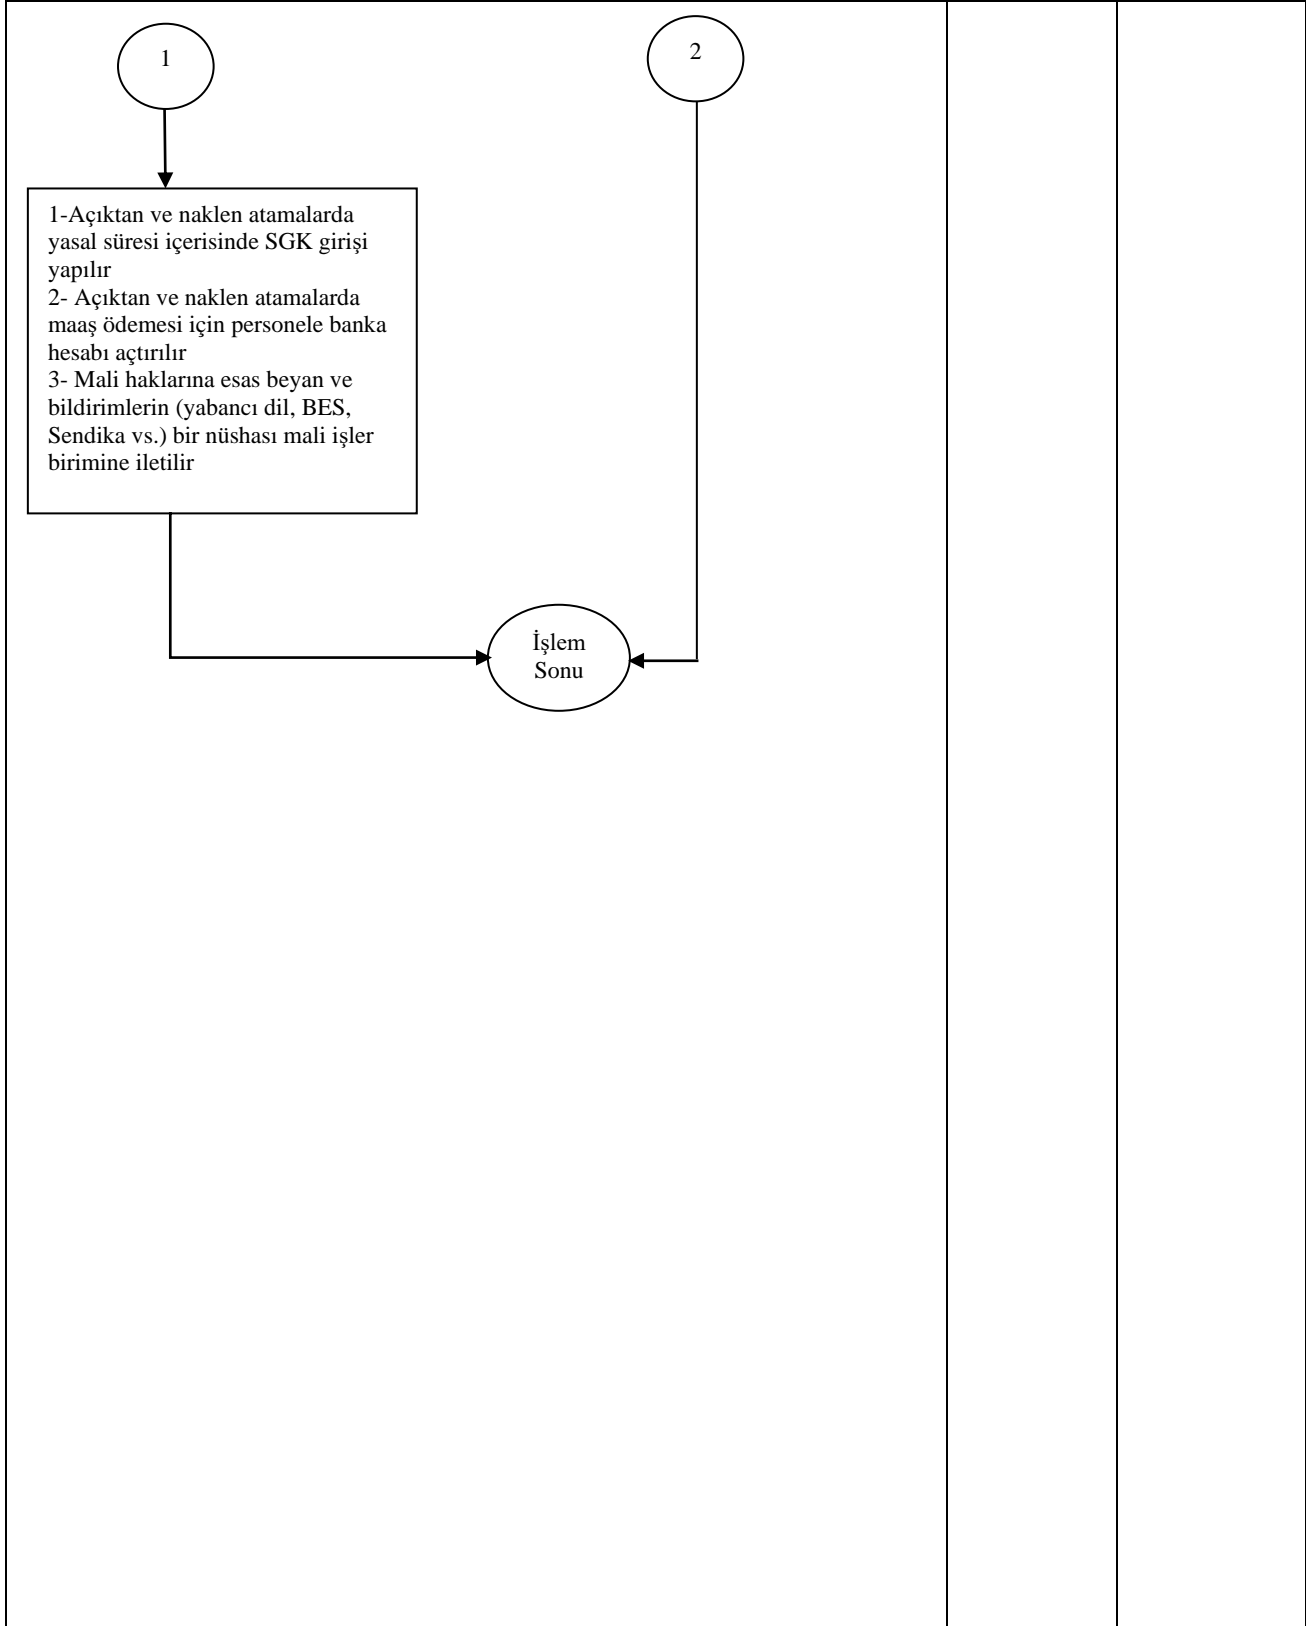 1
2
1-Açıktan ve naklen atamalarda
yasal süresi içerisinde SGK girişi
yapılır
2- Açıktan ve naklen atamalarda
maaş ödemesi için personele banka
hesabı açtırılır
3- Mali haklarına esas beyan ve
bildirimlerin (yabancı dil, BES,
Sendika vs.) bir nüshası mali işler
birimine iletilir
İşlem
Sonu